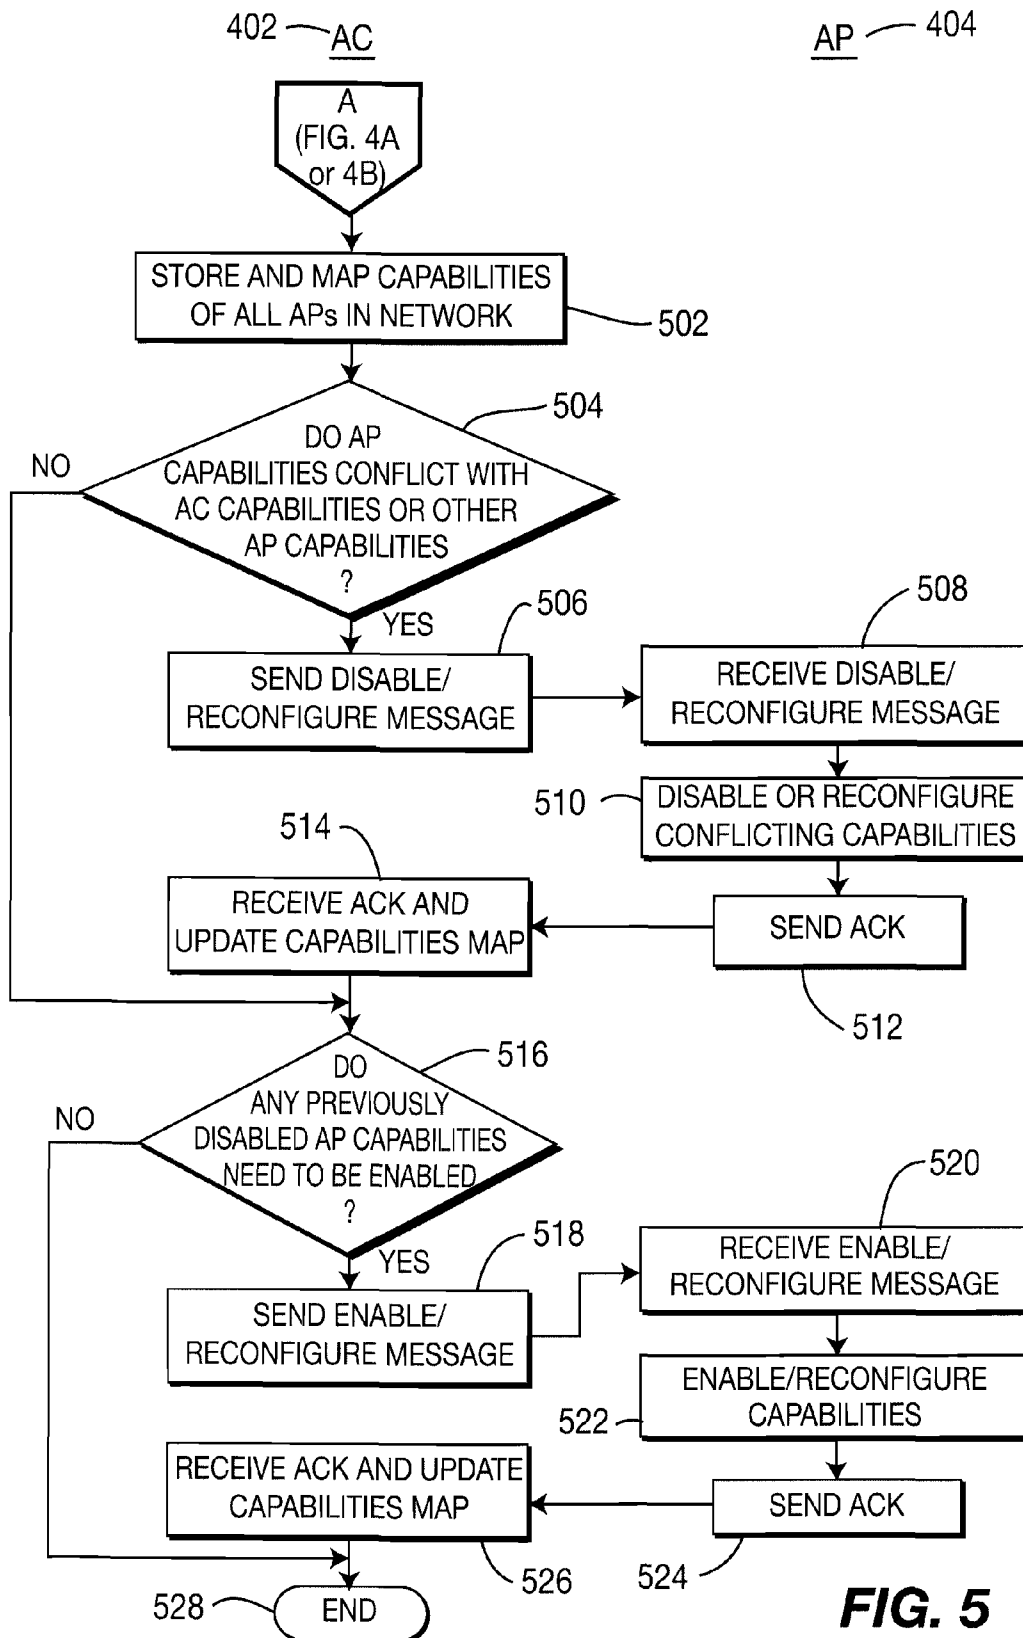 402
AC
AP
404
A
(FIG. 4A
or 4B)
STORE AND MAP CAPABILITIES
OF ALL APs IN NETWORK
502
504
DO AP
CAPABILITIES CONFLICT WITH
AC CAPABILITIES OR OTHER
AP CAPABILITIES
?
NO
YES
506
508
SEND DISABLE/
RECONFIGURE MESSAGE
RECEIVE DISABLE/
RECONFIGURE MESSAGE
510
DISABLE OR RECONFIGURE
CONFLICTING CAPABILITIES
514
RECEIVE ACK AND
UPDATE CAPABILITIES MAP
SEND ACK
512
516
DO
ANY PREVIOUSLY
DISABLED AP CAPABILITIES
NEED TO BE ENABLED
?
NO
YES
518
520
SEND ENABLE/
RECONFIGURE MESSAGE
RECEIVE ENABLE/
RECONFIGURE MESSAGE
522
ENABLE/RECONFIGURE
CAPABILITIES
RECEIVE ACK AND UPDATE
CAPABILITIES MAP
SEND ACK
526
524
528
END
FIG. 5